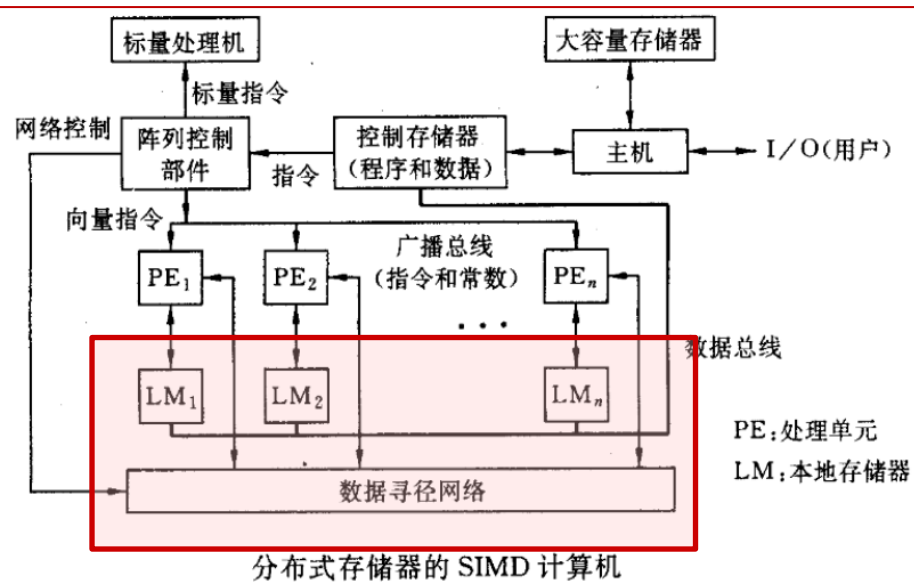 标量处理机
大容量存储器
标量指令
网络控制
阵列控制
部件
指令
控制存储器
(程序和数据)
主机
I/O(用户)
向量指令
广播总线
(指令和常数)
PE1
PE2
PEn
···
数据总线
LM1
LM2
LMn
PE:处理单元
LM:本地存储器
数据寻径网络
分布式存储器的 SIMD 计算机